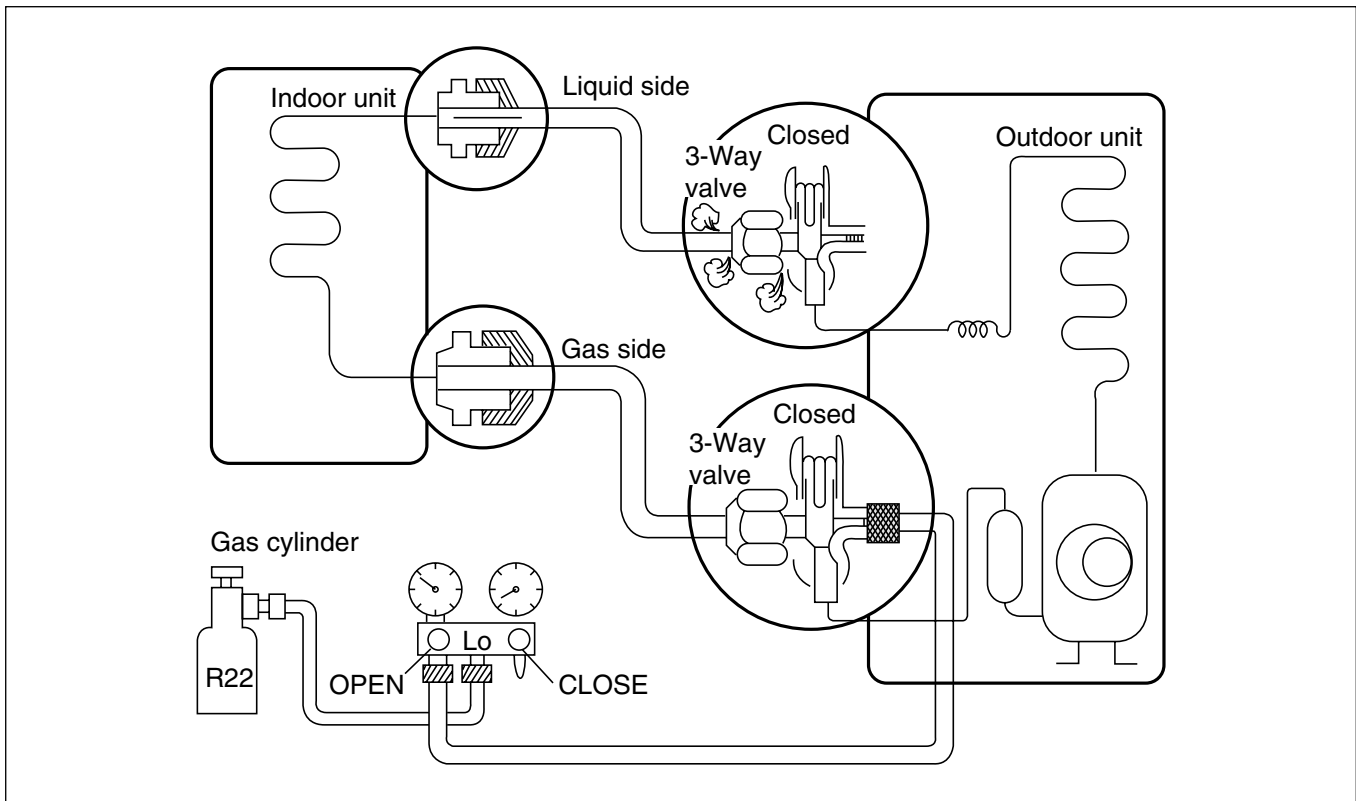 Indoor unit
Liquid side
Closed
3-Way
valve
Outdoor unit
Gas side
Closed
3-Way
valve
Gas cylinder
R22
Lo
OPEN
CLOSE